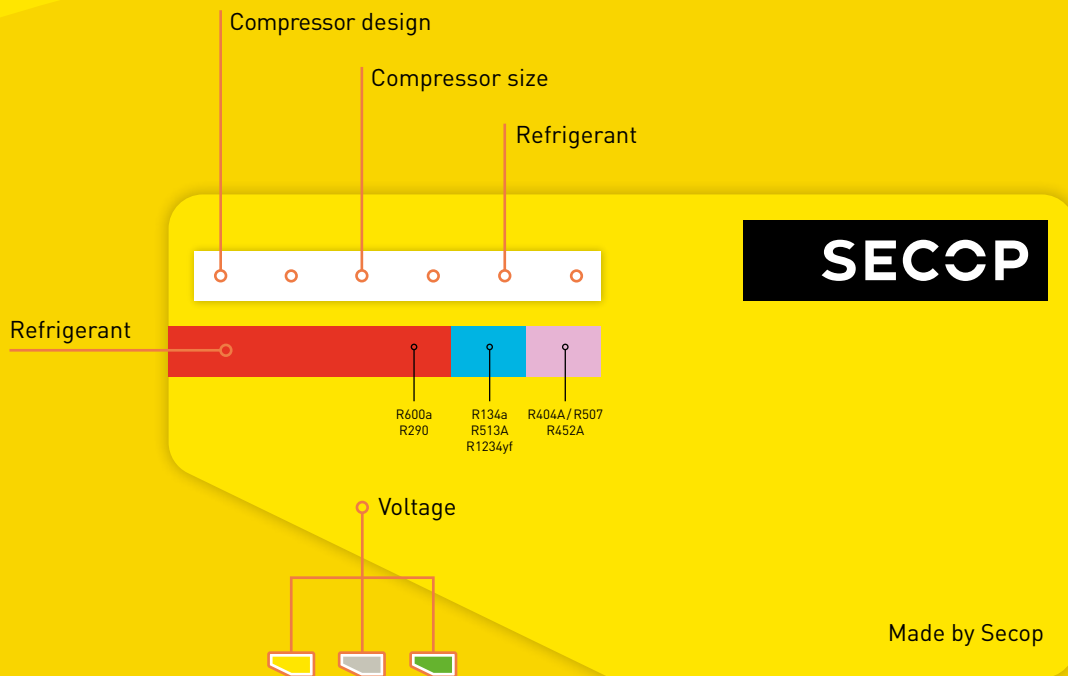 Compressor design
Compressor size
Refrigerant
SECOP
Refrigerant
R600a
R290
R134a
R513A
R1234yf
R404A/R507
R452A
Voltage
Made by Secop